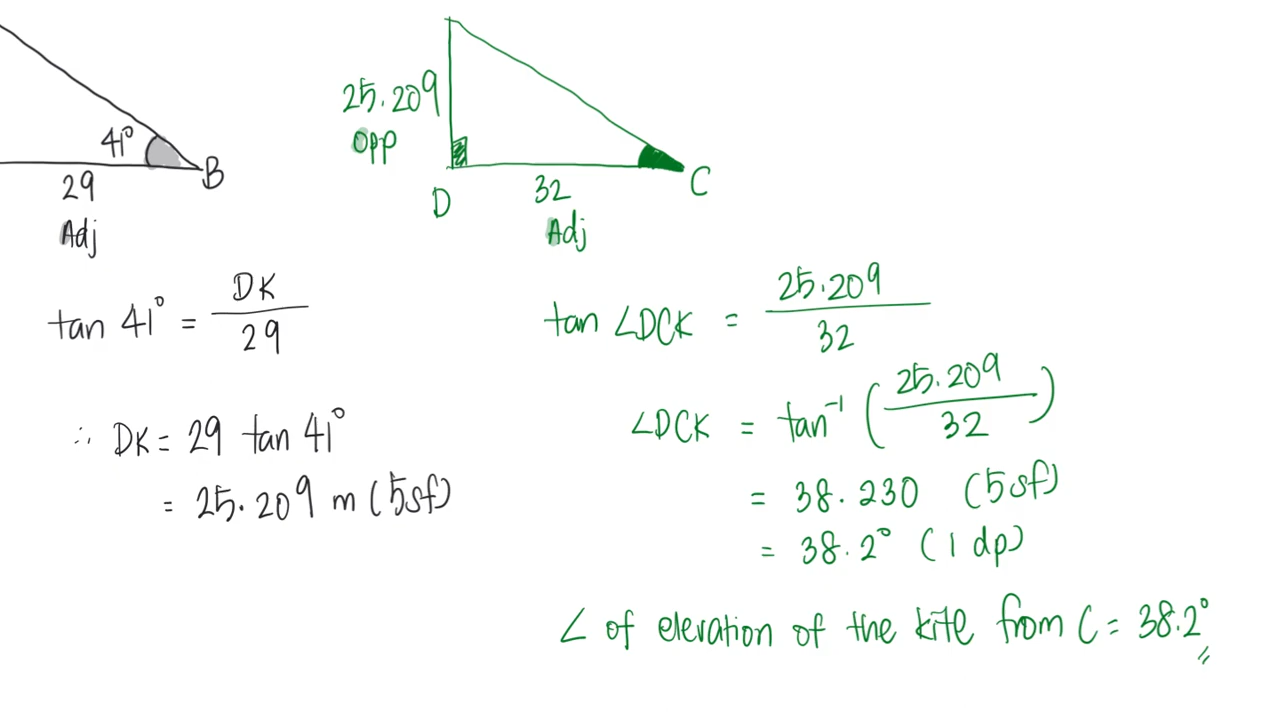 41°
B
29
Adj
tan 41° = DK / 29
∴ DK = 29 tan 41°
= 25.209 m (5sf)
25.209
Opp
D
32
Adj
C
tan ∠DCK = 25.209 / 32
∠DCK = tan⁻¹ (25.209 / 32)
= 38.230 (5sf)
= 38.2° (1 dp)
∠ of elevation of the kite from C = 38.2°